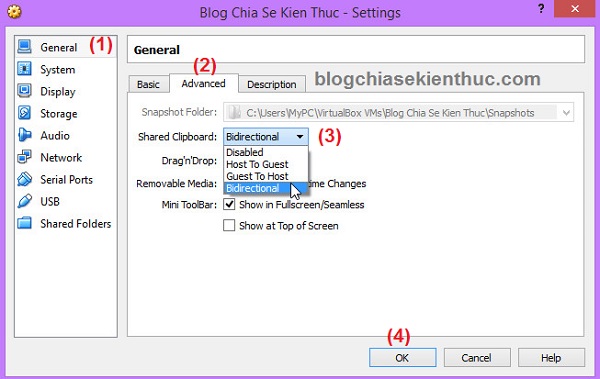 Blog Chia Se Kien Thuc - Settings
?
General (1)
System
Display
Storage
Audio
Network
Serial Ports
USB
Shared Folders
General
(2)
Basic Advanced Description
blogchiasekienthuc.com
Snapshot Folder: C:\Users\MyPC\VirtualBox VMs\Blog Chia Se Kien Thuc\Snapshots
Shared Clipboard: Bidirectional (3)
Disabled
Drag'n'Drop: Host To Guest
Guest To Host
Removable Media: Bidirectional Changes
Mini ToolBar: Show in Fullscreen/Seamless
Show at Top of Screen
(4)
OK Cancel Help